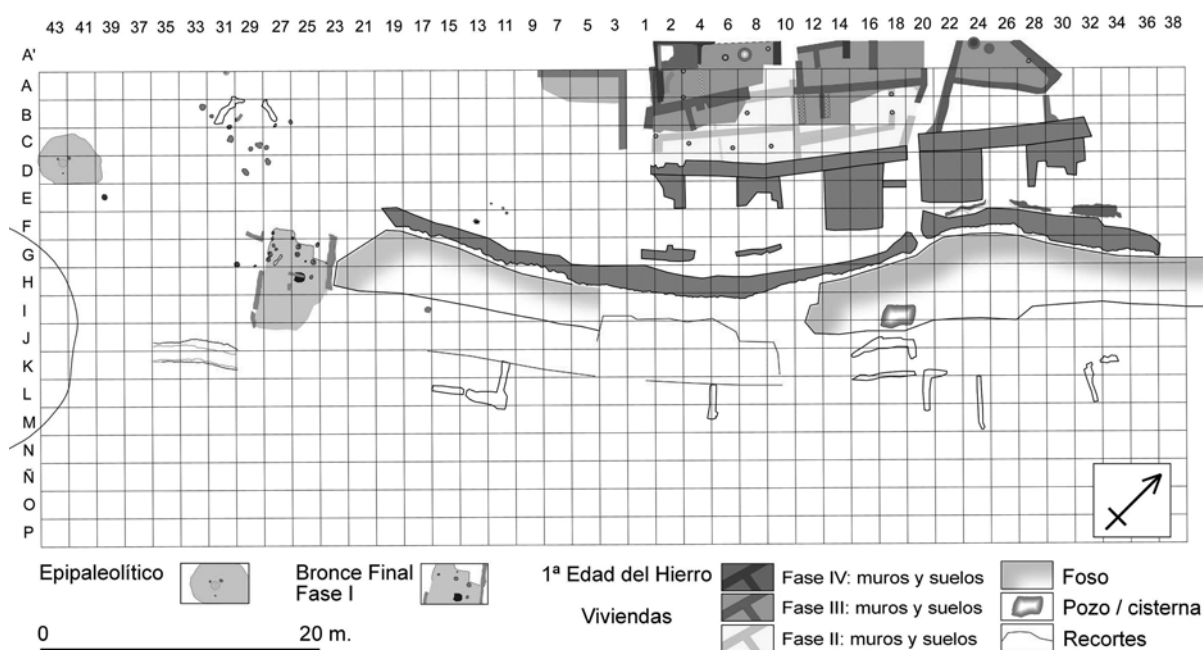 43 41 39 37 35 33 31 29 27 25 23 21 19 17 15 13 11 9 7 5 3 1 2 4 6 8 10 12 14 16 18 20 22 24 26 28 30 32 34 36 38
A'
A
B
C
D
E
F
G
H
I
J
K
L
M
N
Ñ
O
P
Epipaleolítico
Bronce Final
Fase I
1ª Edad del Hierro
Viviendas
Fase IV: muros y suelos
Fase III: muros y suelos
Fase II: muros y suelos
Foso
Pozo / cisterna
Recortes
0 20 m.